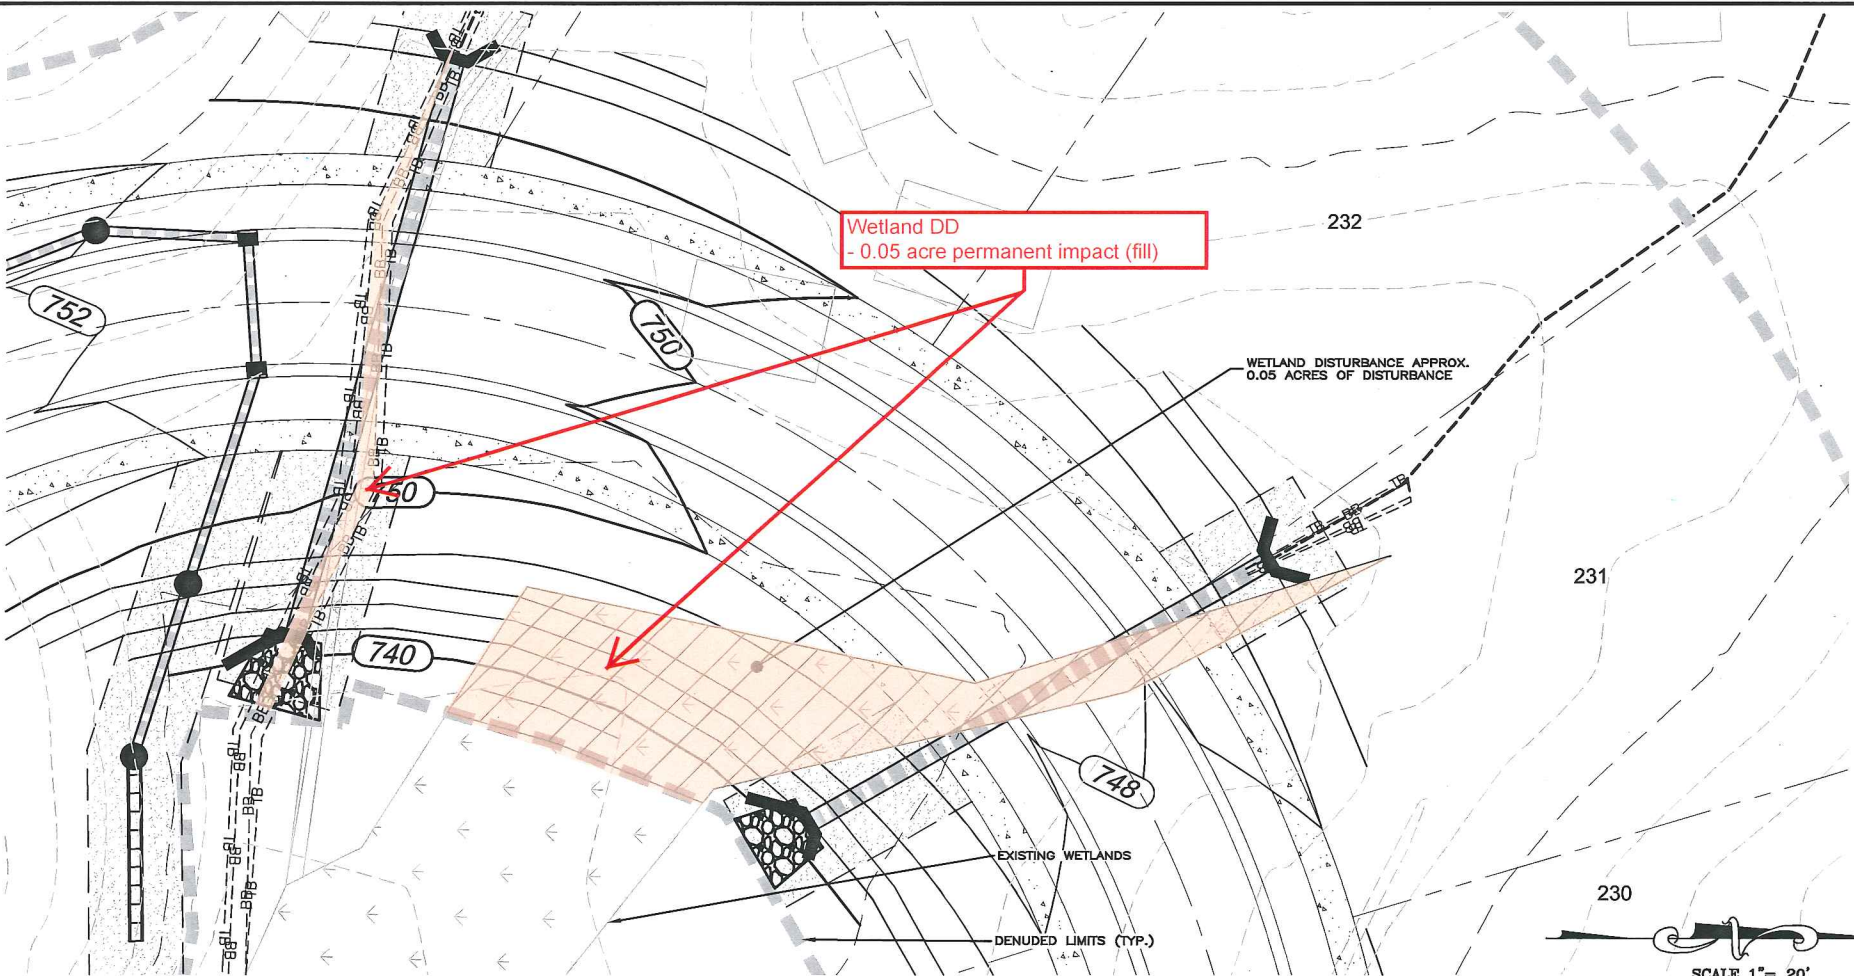 Wetland DD
- 0.05 acre permanent impact (fill)
232
752
750
WETLAND DISTURBANCE APPROX.
0.05 ACRES OF DISTURBANCE
750
231
740
748
EXISTING WETLANDS
230
DENUDED LIMITS (TYP.)
SCALE 1"= 20'